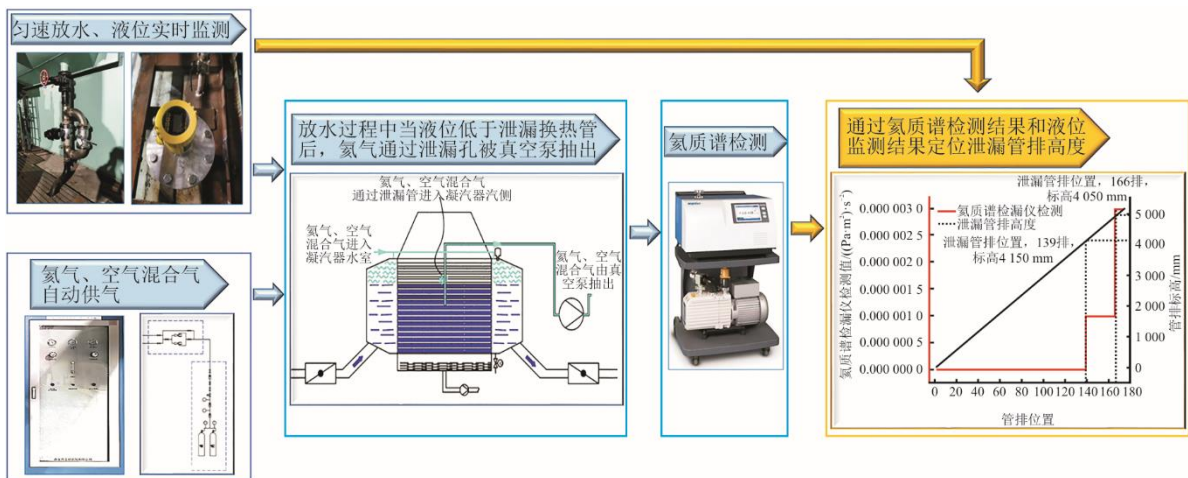 匀速放水、液位实时监测
氦气、空气混合气
自动供气
放水过程中当液位低于泄漏换热管
后，氦气通过泄漏孔被真空泵抽出
氦气、空气混合气
通过泄漏管进入凝汽器汽侧
氦气、空气
混合气进入
凝汽器水室
氦气、空气
混合气由真
空泵抽出
氦质谱检测
通过氦质谱检测结果和液位
监测结果定位泄漏管排高度
泄漏管排位置，166排，
标高4 050 mm
氦质谱检漏仪检测
泄漏管排高度
泄漏管排位置，139排，
标高4 150 mm
氦质谱检漏仪检测值/((Pa·m³)·s⁻²)
0.000 003 0
0.000 002 5
0.000 002 0
0.000 001 5
0.000 001 0
0.000 000 5
0.000 000 0
5 000
4 000
3 000
2 000
1 000
0
管排标高/mm
0 20 40 60 80 100 120 140 160 180
管排位置